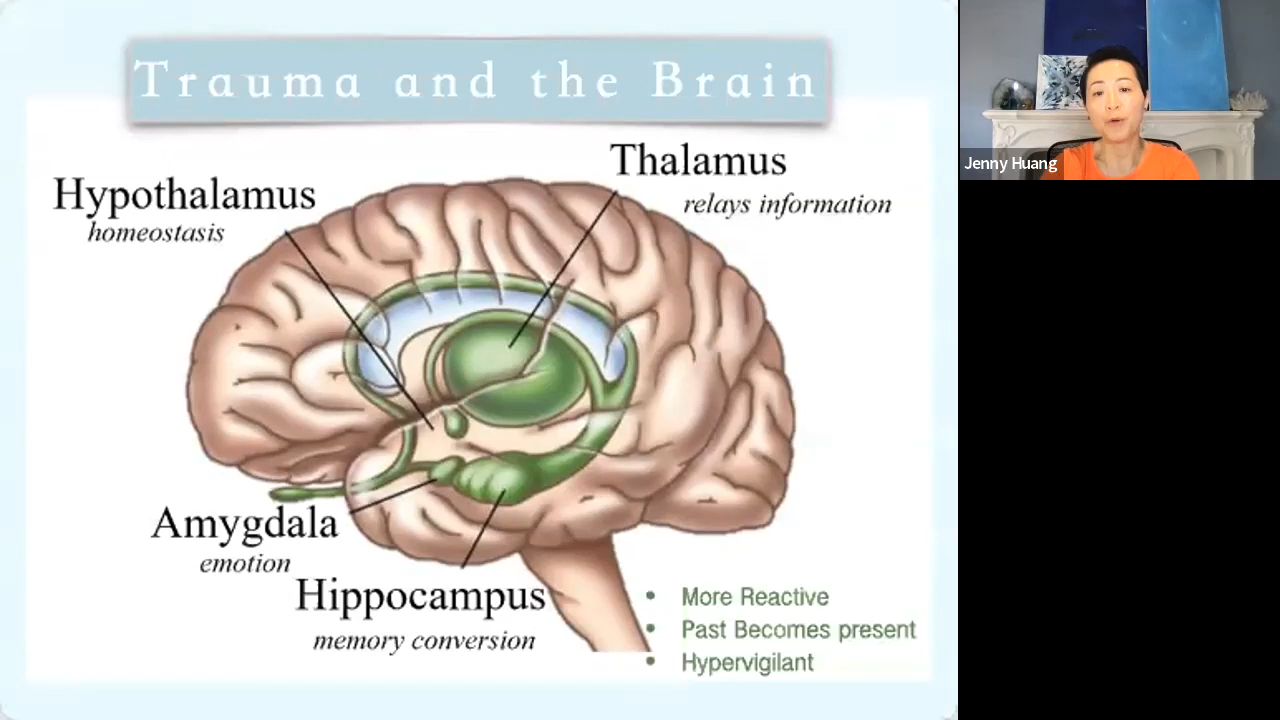 Trauma and the Brain
Thalamus
relays information
Hypothalamus
homeostasis
Amygdala
emotion
Hippocampus
memory conversion
• More Reactive
• Past Becomes present
• Hypervigilant
Jenny Huang